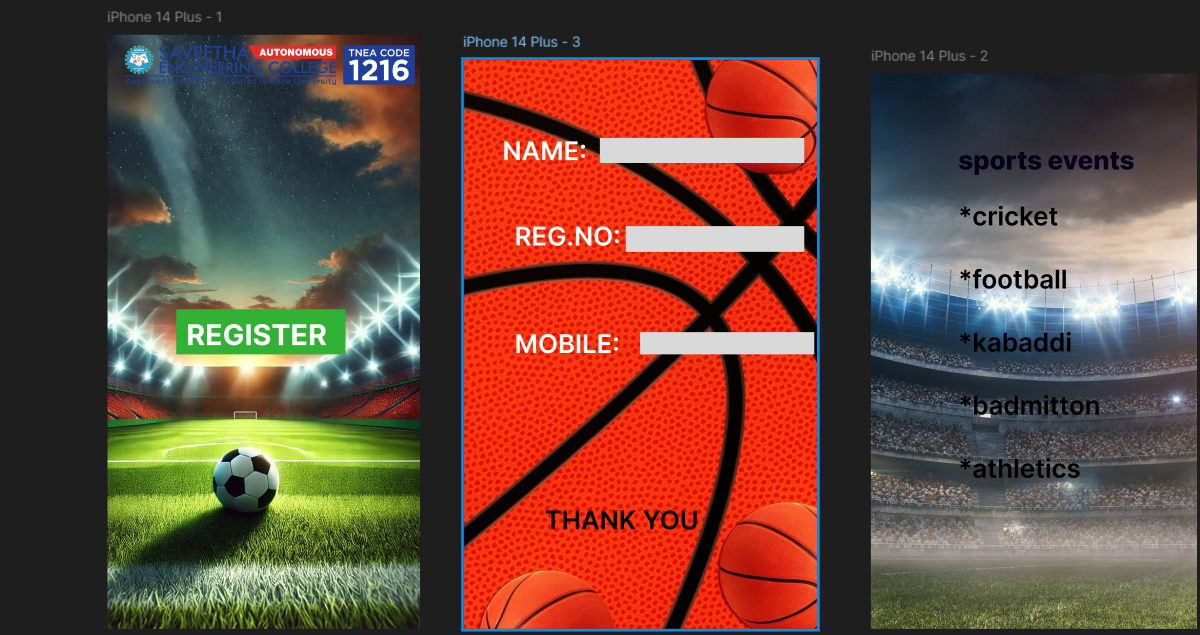 iPhone 14 Plus - 1
SAVEETHA AUTONOMOUS
ENGINEERING COLLEGE
TNEA CODE
1216
REGISTER
iPhone 14 Plus - 3
NAME:
REG.NO:
MOBILE:
THANK YOU
iPhone 14 Plus - 2
sports events
*cricket
*football
*kabaddi
*badmitton
*athletics